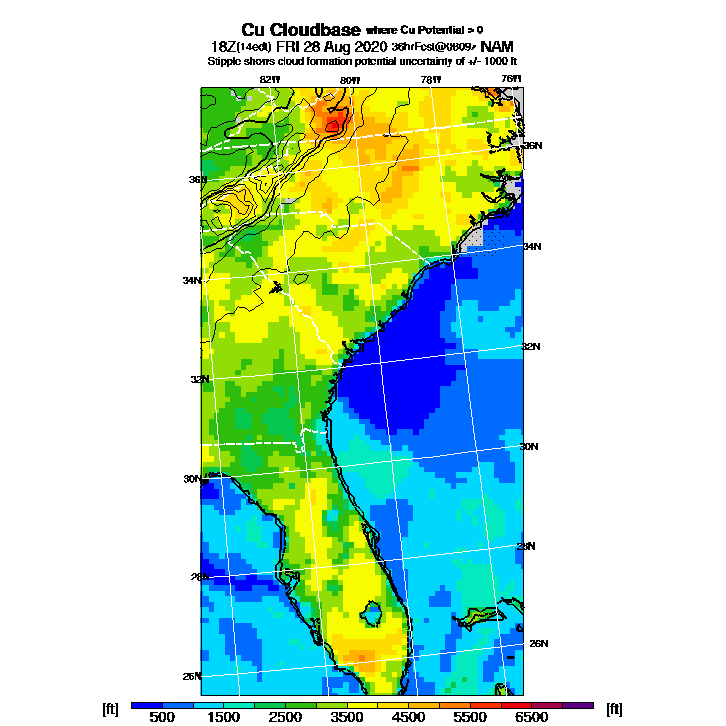 Cu Cloudbase where Cu Potential > 0
18Z(14edt) FRI 28 Aug 2020 36hrFcst@0809z NAM
Stipple shows cloud formation potential uncertainty of +/- 1000 ft
82W 80W 78W 76W
36N
36N
34N
34N
32N
32N
30N
30N
28N
28N
26N
26N
[ft] 500 1500 2500 3500 4500 5500 6500 [ft]